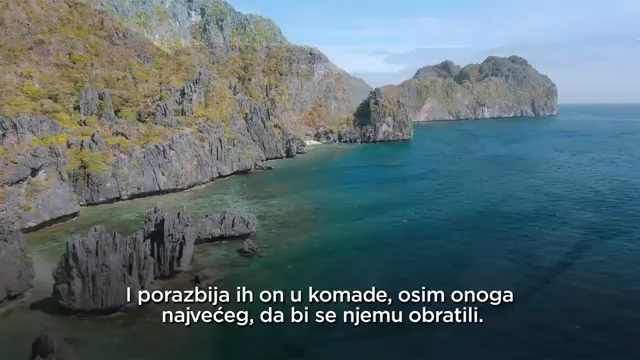 I porazbija ih on u komade, osim onoga
najvećeg, da bi se njemu obratili.